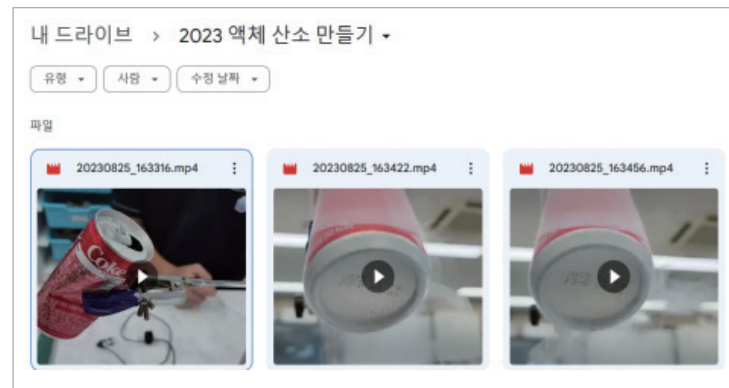 내 드라이브 › 2023 액체 산소 만들기
유형 사람 수정 날짜
파일
20230825_163316.mp4 20230825_163422.mp4 20230825_163456.mp4
Coke